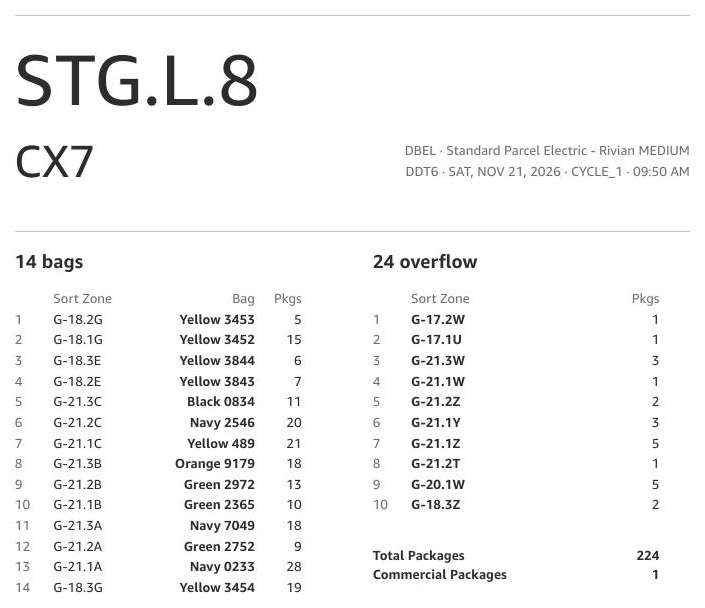 STG.L.8
CX7
DBEL · Standard Parcel Electric - Rivian MEDIUM
DDT6 · SAT, NOV 21, 2026 · CYCLE_1 · 09:50 AM
14 bags
Sort Zone Bag Pkgs
1 G-18.2G Yellow 3453 5
2 G-18.1G Yellow 3452 15
3 G-18.3E Yellow 3844 6
4 G-18.2E Yellow 3843 7
5 G-21.3C Black 0834 11
6 G-21.2C Navy 2546 20
7 G-21.1C Yellow 489 21
8 G-21.3B Orange 9179 18
9 G-21.2B Green 2972 13
10 G-21.1B Green 2365 10
11 G-21.3A Navy 7049 18
12 G-21.2A Green 2752 9
13 G-21.1A Navy 0233 28
14 G-18.3G Yellow 3454 19
24 overflow
Sort Zone Pkgs
1 G-17.2W 1
2 G-17.1U 1
3 G-21.3W 3
4 G-21.1W 1
5 G-21.2Z 2
6 G-21.1Y 3
7 G-21.1Z 5
8 G-21.2T 1
9 G-20.1W 5
10 G-18.3Z 2
Total Packages 224
Commercial Packages 1